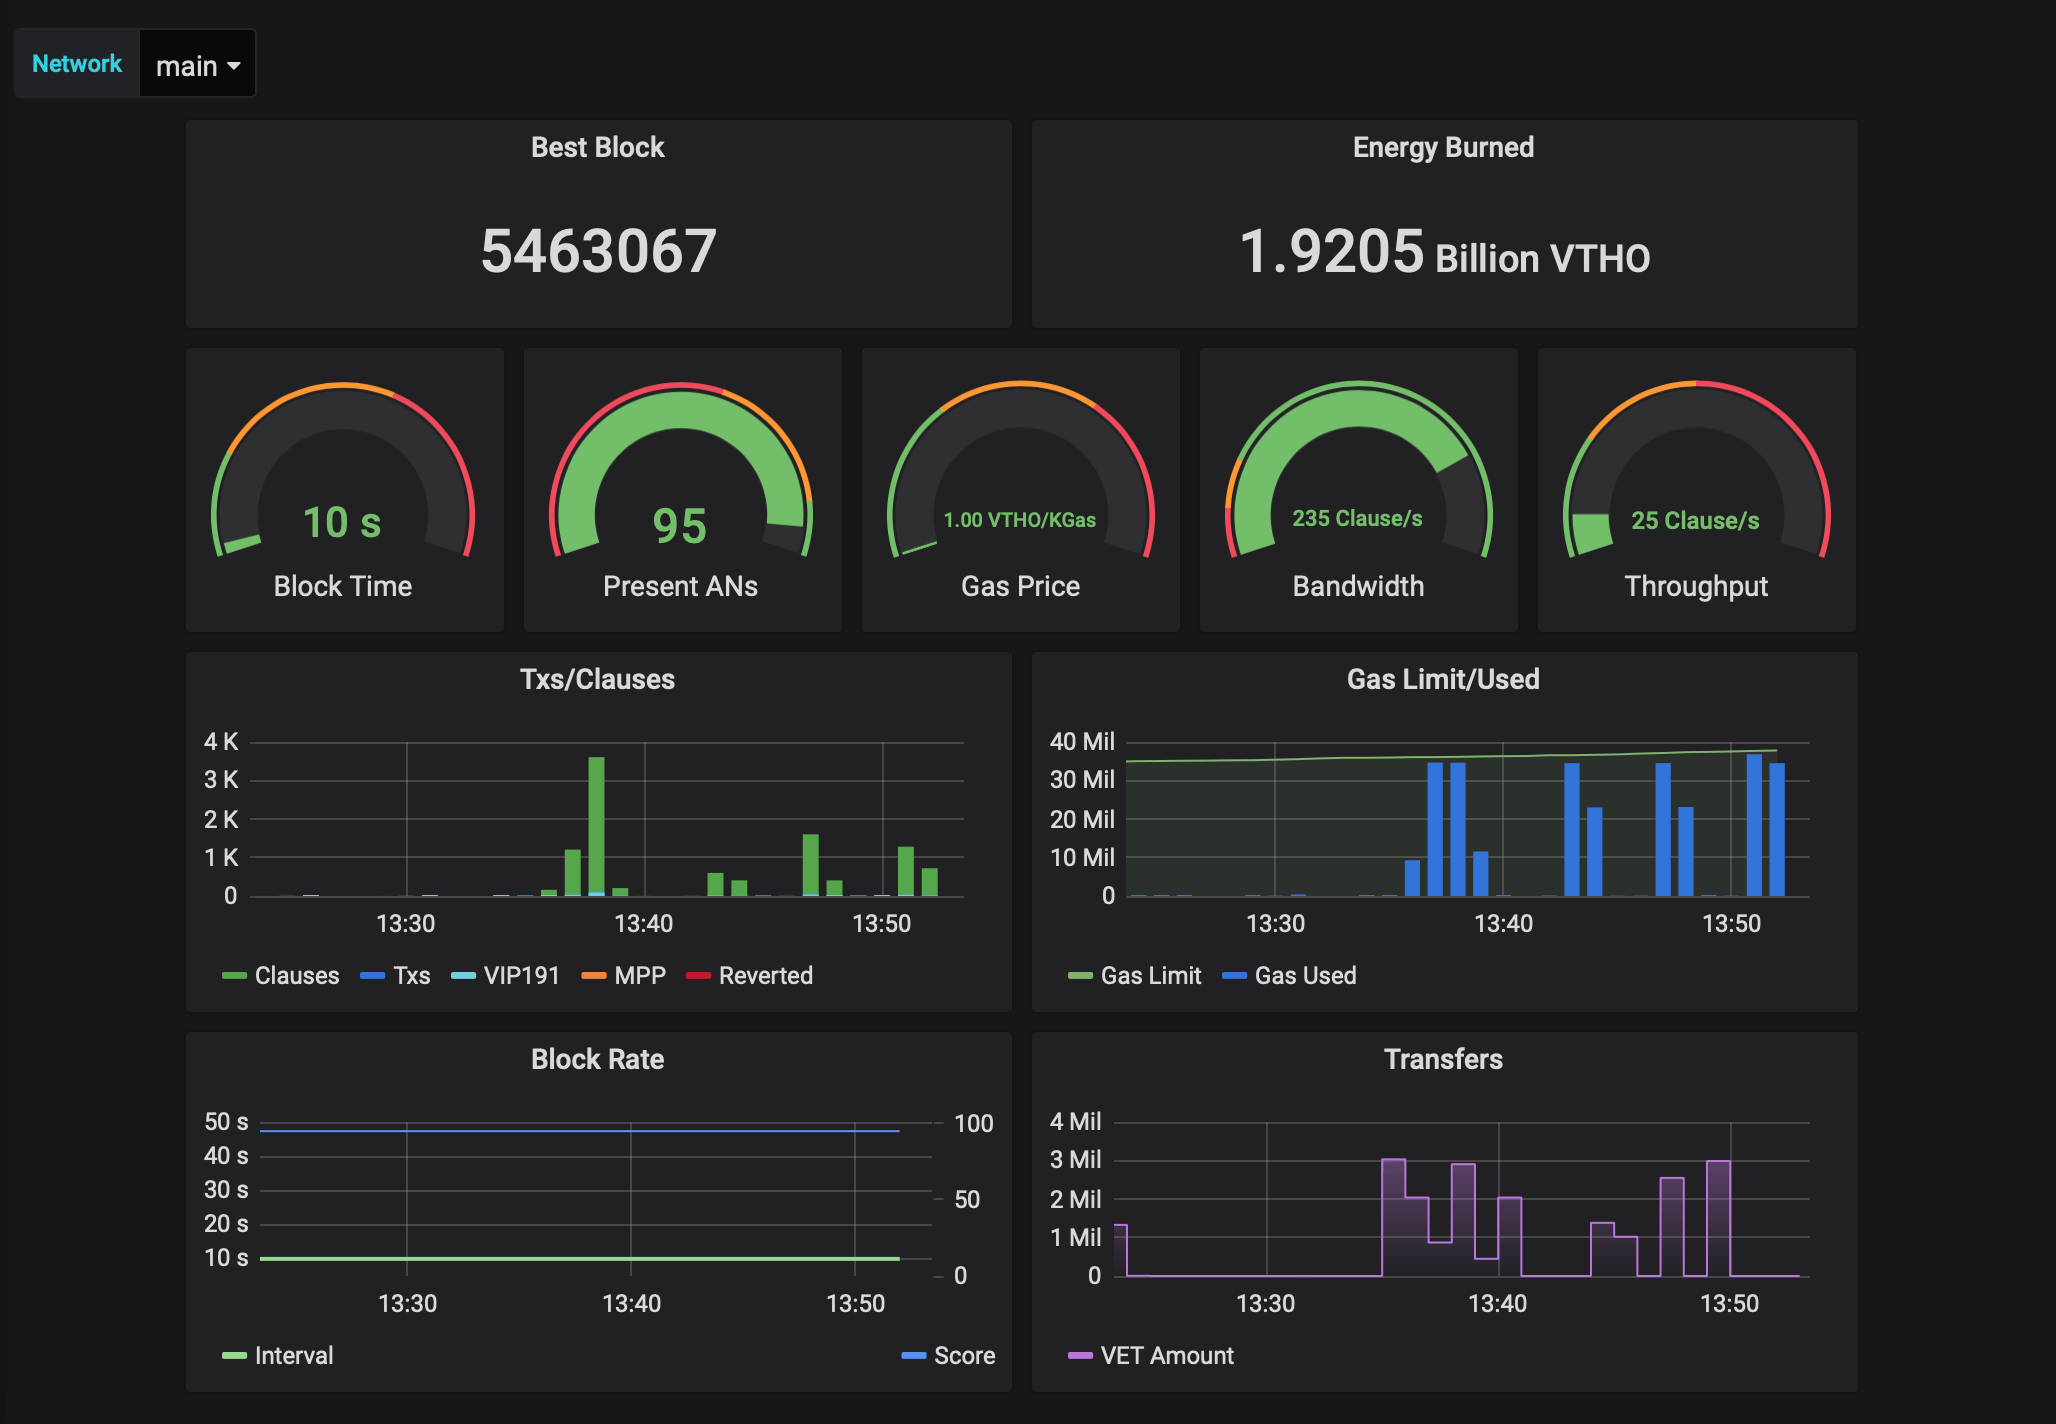 Network main
Best Block
5463067
Energy Burned
1.9205 Billion VTHO
10 s
Block Time
95
Present ANs
1.00 VTHO/KGas
Gas Price
235 Clause/s
Bandwidth
25 Clause/s
Throughput
Txs/Clauses
4 K
3 K
2 K
1 K
0
13:30 13:40 13:50
Clauses Txs VIP191 MPP Reverted
Gas Limit/Used
40 Mil
30 Mil
20 Mil
10 Mil
0
13:30 13:40 13:50
Gas Limit Gas Used
Block Rate
50 s
40 s
30 s
20 s
10 s
100
50
0
13:30 13:40 13:50
Interval Score
Transfers
4 Mil
3 Mil
2 Mil
1 Mil
0
13:30 13:40 13:50
VET Amount